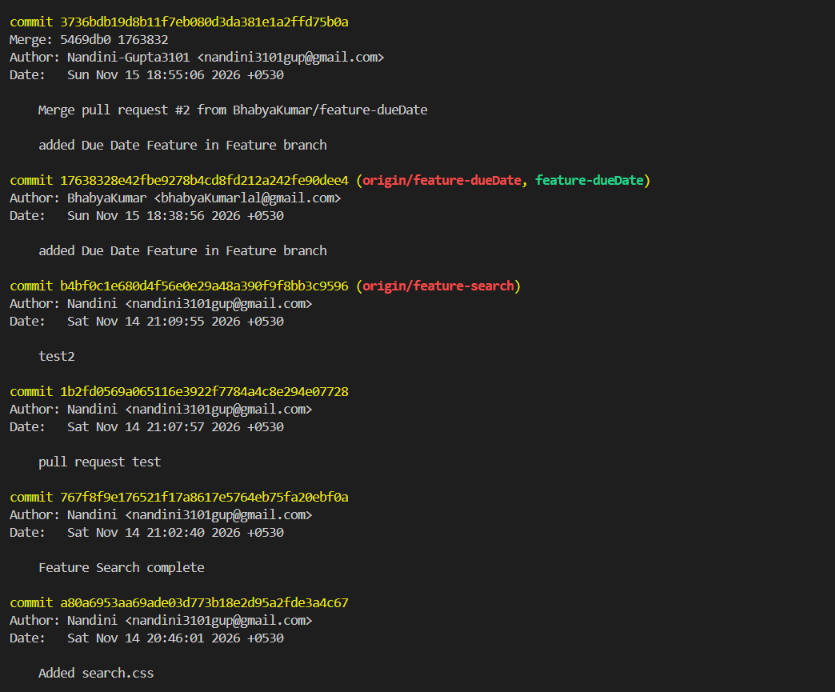 commit 3736bdb19d8b11f7eb080d3da381e1a2ffd75b0a
Merge: 5469db0 1763832
Author: Nandini-Gupta3101 <nandini3101gup@gmail.com>
Date:   Sun Nov 15 18:55:06 2026 +0530
Merge pull request #2 from BhabyaKumar/feature-dueDate
added Due Date Feature in Feature branch
commit 17638328e42fbe9278b4cd8fd212a242fe90dee4 (origin/feature-dueDate, feature-dueDate)
Author: BhabyaKumar <bhabyaKumarlal@gmail.com>
Date:   Sun Nov 15 18:38:56 2026 +0530
added Due Date Feature in Feature branch
commit b4bf0c1e680d4f56e0e29a48a390f9f8bb3c9596 (origin/feature-search)
Author: Nandini <nandini3101gup@gmail.com>
Date:   Sat Nov 14 21:09:55 2026 +0530
test2
commit 1b2fd0569a065116e3922f7784a4c8e294e07728
Author: Nandini <nandini3101gup@gmail.com>
Date:   Sat Nov 14 21:07:57 2026 +0530
pull request test
commit 767f8f9e176521f17a8617e5764eb75fa20ebf0a
Author: Nandini <nandini3101gup@gmail.com>
Date:   Sat Nov 14 21:02:40 2026 +0530
Feature Search complete
commit a80a6953aa69ade03d773b18e2d95a2fde3a4c67
Author: Nandini <nandini3101gup@gmail.com>
Date:   Sat Nov 14 20:46:01 2026 +0530
Added search.css